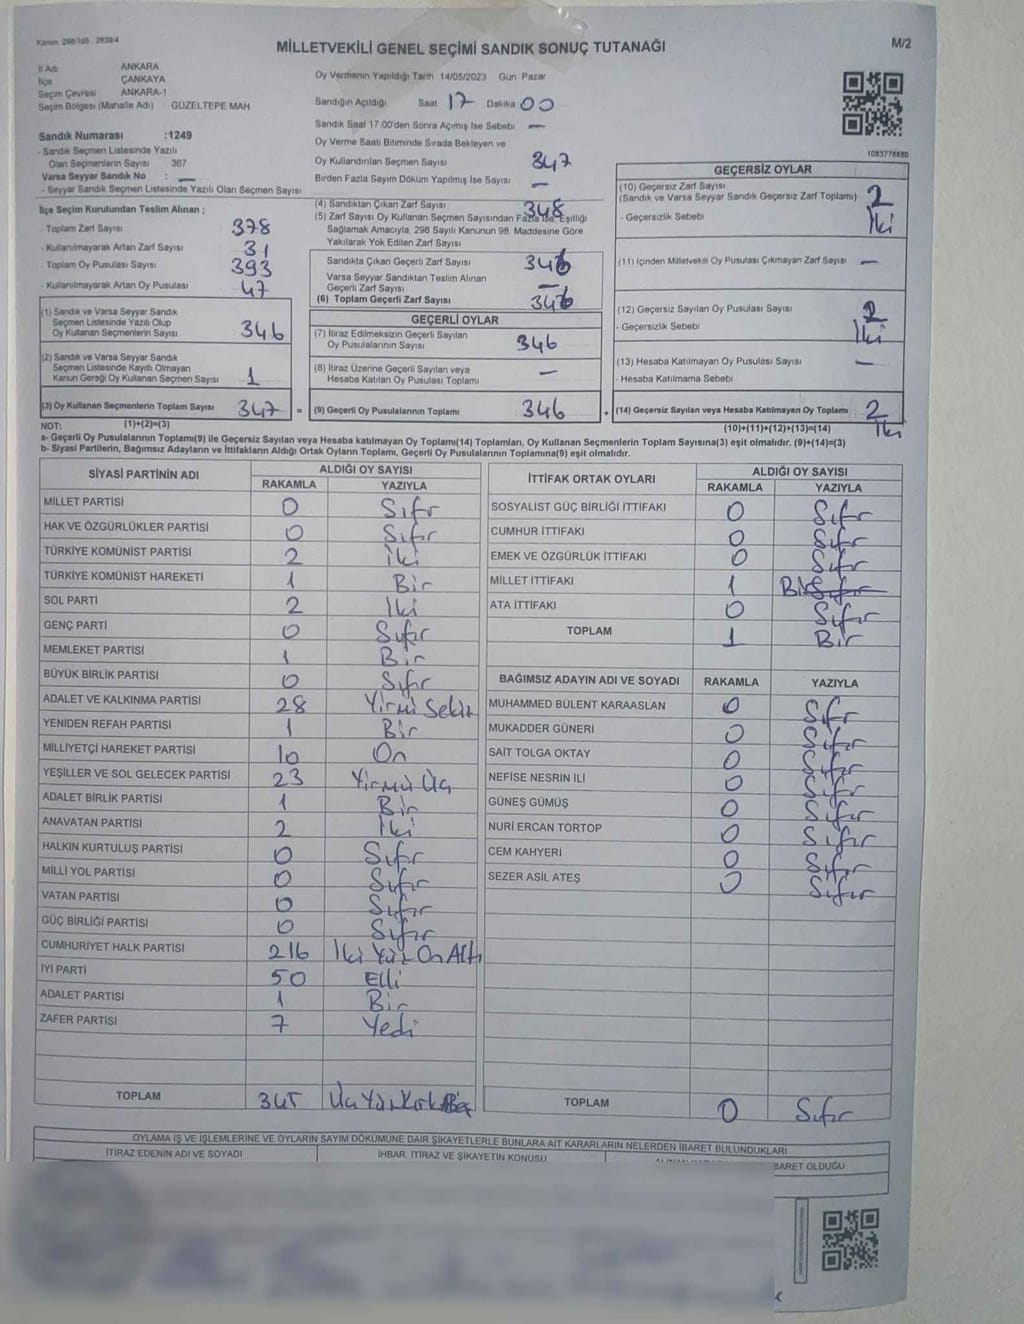 Kanun: 298/105 , 2839/4
MİLLETVEKİLİ GENEL SEÇİMİ SANDIK SONUÇ TUTANAĞI
M/2
İl Adı ANKARA
İlçe ÇANKAYA
Seçim Çevresi ANKARA-1
Seçim Bölgesi (Mahalle Adı) GÜZELTEPE MAH
Sandık Numarası :1249
- Sandık Seçmen Listesinde Yazılı
Olan Seçmenlerin Sayısı 367
Varsa Seyyar Sandık No : —
- Seyyar Sandık Seçmen Listesinde Yazılı Olan Seçmen Sayısı
Oy Vermenin Yapıldığı Tarih 14/05/2023 Gün Pazar
Sandığın Açıldığı Saat 17 Dakika 00
Sandık Saat 17:00'den Sonra Açılmış İse Sebebi —
Oy Verme Saati Bitiminde Sırada Bekleyen ve
Oy Kullandırılan Seçmen Sayısı 347
Birden Fazla Sayım Döküm Yapılmış İse Sayısı —
1083778880
İlçe Seçim Kurulundan Teslim Alınan ;
- Toplam Zarf Sayısı 378
- Kullanılmayarak Artan Zarf Sayısı 31
- Toplam Oy Pusulası Sayısı 393
- Kullanılmayarak Artan Oy Pusulası 47
(1) Sandık ve Varsa Seyyar Sandık
Seçmen Listesinde Yazılı Olup
Oy Kullanan Seçmenlerin Sayısı 346
(2) Sandık ve Varsa Seyyar Sandık
Seçmen Listesinde Kayıtlı Olmayan
Kanun Gereği Oy Kullanan Seçmen Sayısı 1
(3) Oy Kullanan Seçmenlerin Toplam Sayısı 347 =
(1)+(2)=(3)
(4) Sandıktan Çıkan Zarf Sayısı 348
(5) Zarf Sayısı Oy Kullanan Seçmen Sayısından Fazla İse, Eşitliği
Sağlamak Amacıyla, 298 Sayılı Kanunun 98. Maddesine Göre
Yakılarak Yok Edilen Zarf Sayısı
Sandıkta Çıkan Geçerli Zarf Sayısı 346
Varsa Seyyar Sandıktan Teslim Alınan
Geçerli Zarf Sayısı —
(6) Toplam Geçerli Zarf Sayısı 346
GEÇERLİ OYLAR
(7) İtiraz Edilmeksizin Geçerli Sayılan
Oy Pusulalarının Sayısı 346
(8) İtiraz Üzerine Geçerli Sayılan veya
Hesaba Katılan Oy Pusulası Toplamı —
(9) Geçerli Oy Pusulalarının Toplamı 346 +
GEÇERSİZ OYLAR
(10) Geçersiz Zarf Sayısı
(Sandık ve Varsa Seyyar Sandık Geçersiz Zarf Toplamı) 2
- Geçersizlik Sebebi İki
(11) İçinden Milletvekili Oy Pusulası Çıkmayan Zarf Sayısı —
(12) Geçersiz Sayılan Oy Pusulası Sayısı 2
- Geçersizlik Sebebi İki
(13) Hesaba Katılmayan Oy Pusulası Sayısı —
- Hesaba Katılmama Sebebi
(14) Geçersiz Sayılan veya Hesaba Katılmayan Oy Toplamı 2
(10)+(11)+(12)+(13)=(14) İki
NOT:
a- Geçerli Oy Pusulalarının Toplamı(9) ile Geçersiz Sayılan veya Hesaba katılmayan Oy Toplamı(14) Toplamları, Oy Kullanan Seçmenlerin Toplam Sayısına(3) eşit olmalıdır. (9)+(14)=(3)
b- Siyasi Partilerin, Bağımsız Adayların ve İttifakların Aldığı Ortak Oyların Toplamı, Geçerli Oy Pusulalarının Toplamına(9) eşit olmalıdır.
SİYASİ PARTİNİN ADI ALDIĞI OY SAYISI
RAKAMLA YAZIYLA
MİLLET PARTİSİ 0 Sıfır
HAK VE ÖZGÜRLÜKLER PARTİSİ 0 Sıfır
TÜRKİYE KOMÜNİST PARTİSİ 2 İki
TÜRKİYE KOMÜNİST HAREKETİ 1 Bir
SOL PARTİ 2 İki
GENÇ PARTİ 0 Sıfır
MEMLEKET PARTİSİ 1 Bir
BÜYÜK BİRLİK PARTİSİ 0 Sıfır
ADALET VE KALKINMA PARTİSİ 28 Yirmi Sekiz
YENİDEN REFAH PARTİSİ 1 Bir
MİLLİYETÇİ HAREKET PARTİSİ 10 On
YEŞİLLER VE SOL GELECEK PARTİSİ 23 Yirmi Üç
ADALET BİRLİK PARTİSİ 1 Bir
ANAVATAN PARTİSİ 2 İki
HALKIN KURTULUŞ PARTİSİ 0 Sıfır
MİLLİ YOL PARTİSİ 0 Sıfır
VATAN PARTİSİ 0 Sıfır
GÜÇ BİRLİĞİ PARTİSİ 0 Sıfır
CUMHURİYET HALK PARTİSİ 216 İki Yüz On Altı
İYİ PARTİ 50 Elli
ADALET PARTİSİ 1 Bir
ZAFER PARTİSİ 7 Yedi
TOPLAM 345 Üç Yüz Kırk Beş
İTTİFAK ORTAK OYLARI ALDIĞI OY SAYISI
RAKAMLA YAZIYLA
SOSYALİST GÜÇ BİRLİĞİ İTTİFAKI 0 Sıfır
CUMHUR İTTİFAKI 0 Sıfır
EMEK VE ÖZGÜRLÜK İTTİFAKI 0 Sıfır
MİLLET İTTİFAKI 1 Bir Sıfır
ATA İTTİFAKI 0 Sıfır
TOPLAM 1 Bir
BAĞIMSIZ ADAYIN ADI VE SOYADI RAKAMLA YAZIYLA
MUHAMMED BÜLENT KARAASLAN 0 Sıfır
MUKADDER GÜNERİ 0 Sıfır
SAİT TOLGA OKTAY 0 Sıfır
NEFİSE NESRİN İLİ 0 Sıfır
GÜNEŞ GÜMÜŞ 0 Sıfır
NURİ ERCAN TORTOP 0 Sıfır
CEM KAHYERİ 0 Sıfır
SEZER ASİL ATEŞ 0 Sıfır
TOPLAM 0 Sıfır
OYLAMA İŞ VE İŞLEMLERİNE VE OYLARIN SAYIM DÖKÜMÜNE DAİR ŞİKAYETLERLE BUNLARA AİT KARARLARIN NELERDEN İBARET BULUNDUKLARI
İTİRAZ EDENİN ADI VE SOYADI İHBAR, İTİRAZ VE ŞİKAYETİN KONUSU BARET OLDUĞU